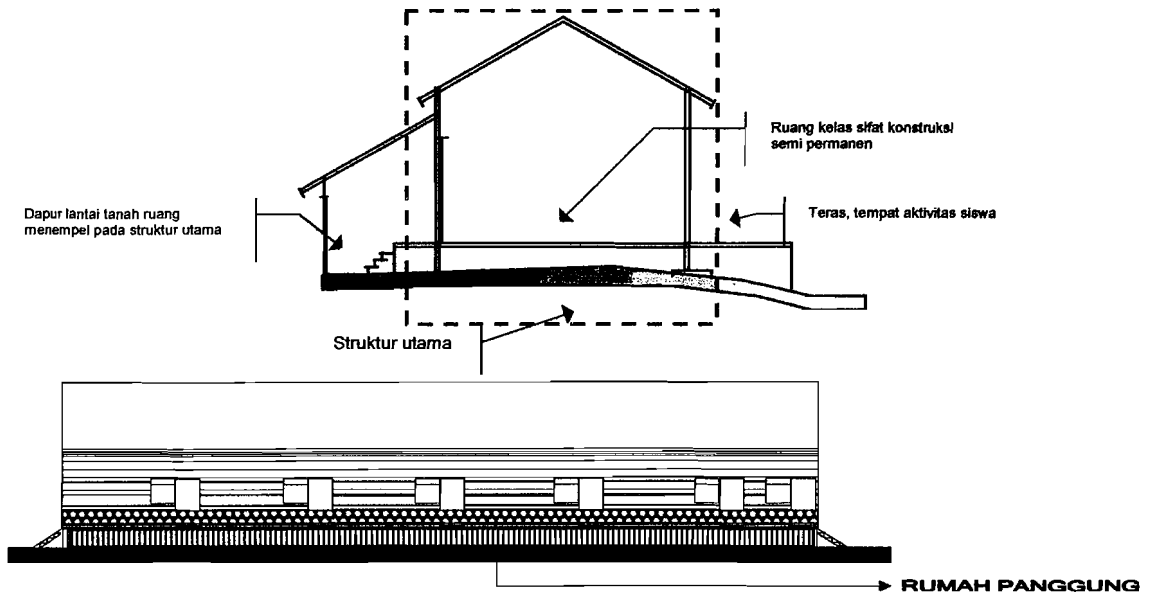 Ruang kelas sifat konstruksi
semi permanen
Dapur lantai tanah ruang
menempel pada struktur utama
Teras, tempat aktivitas siswa
Struktur utama
RUMAH PANGGUNG